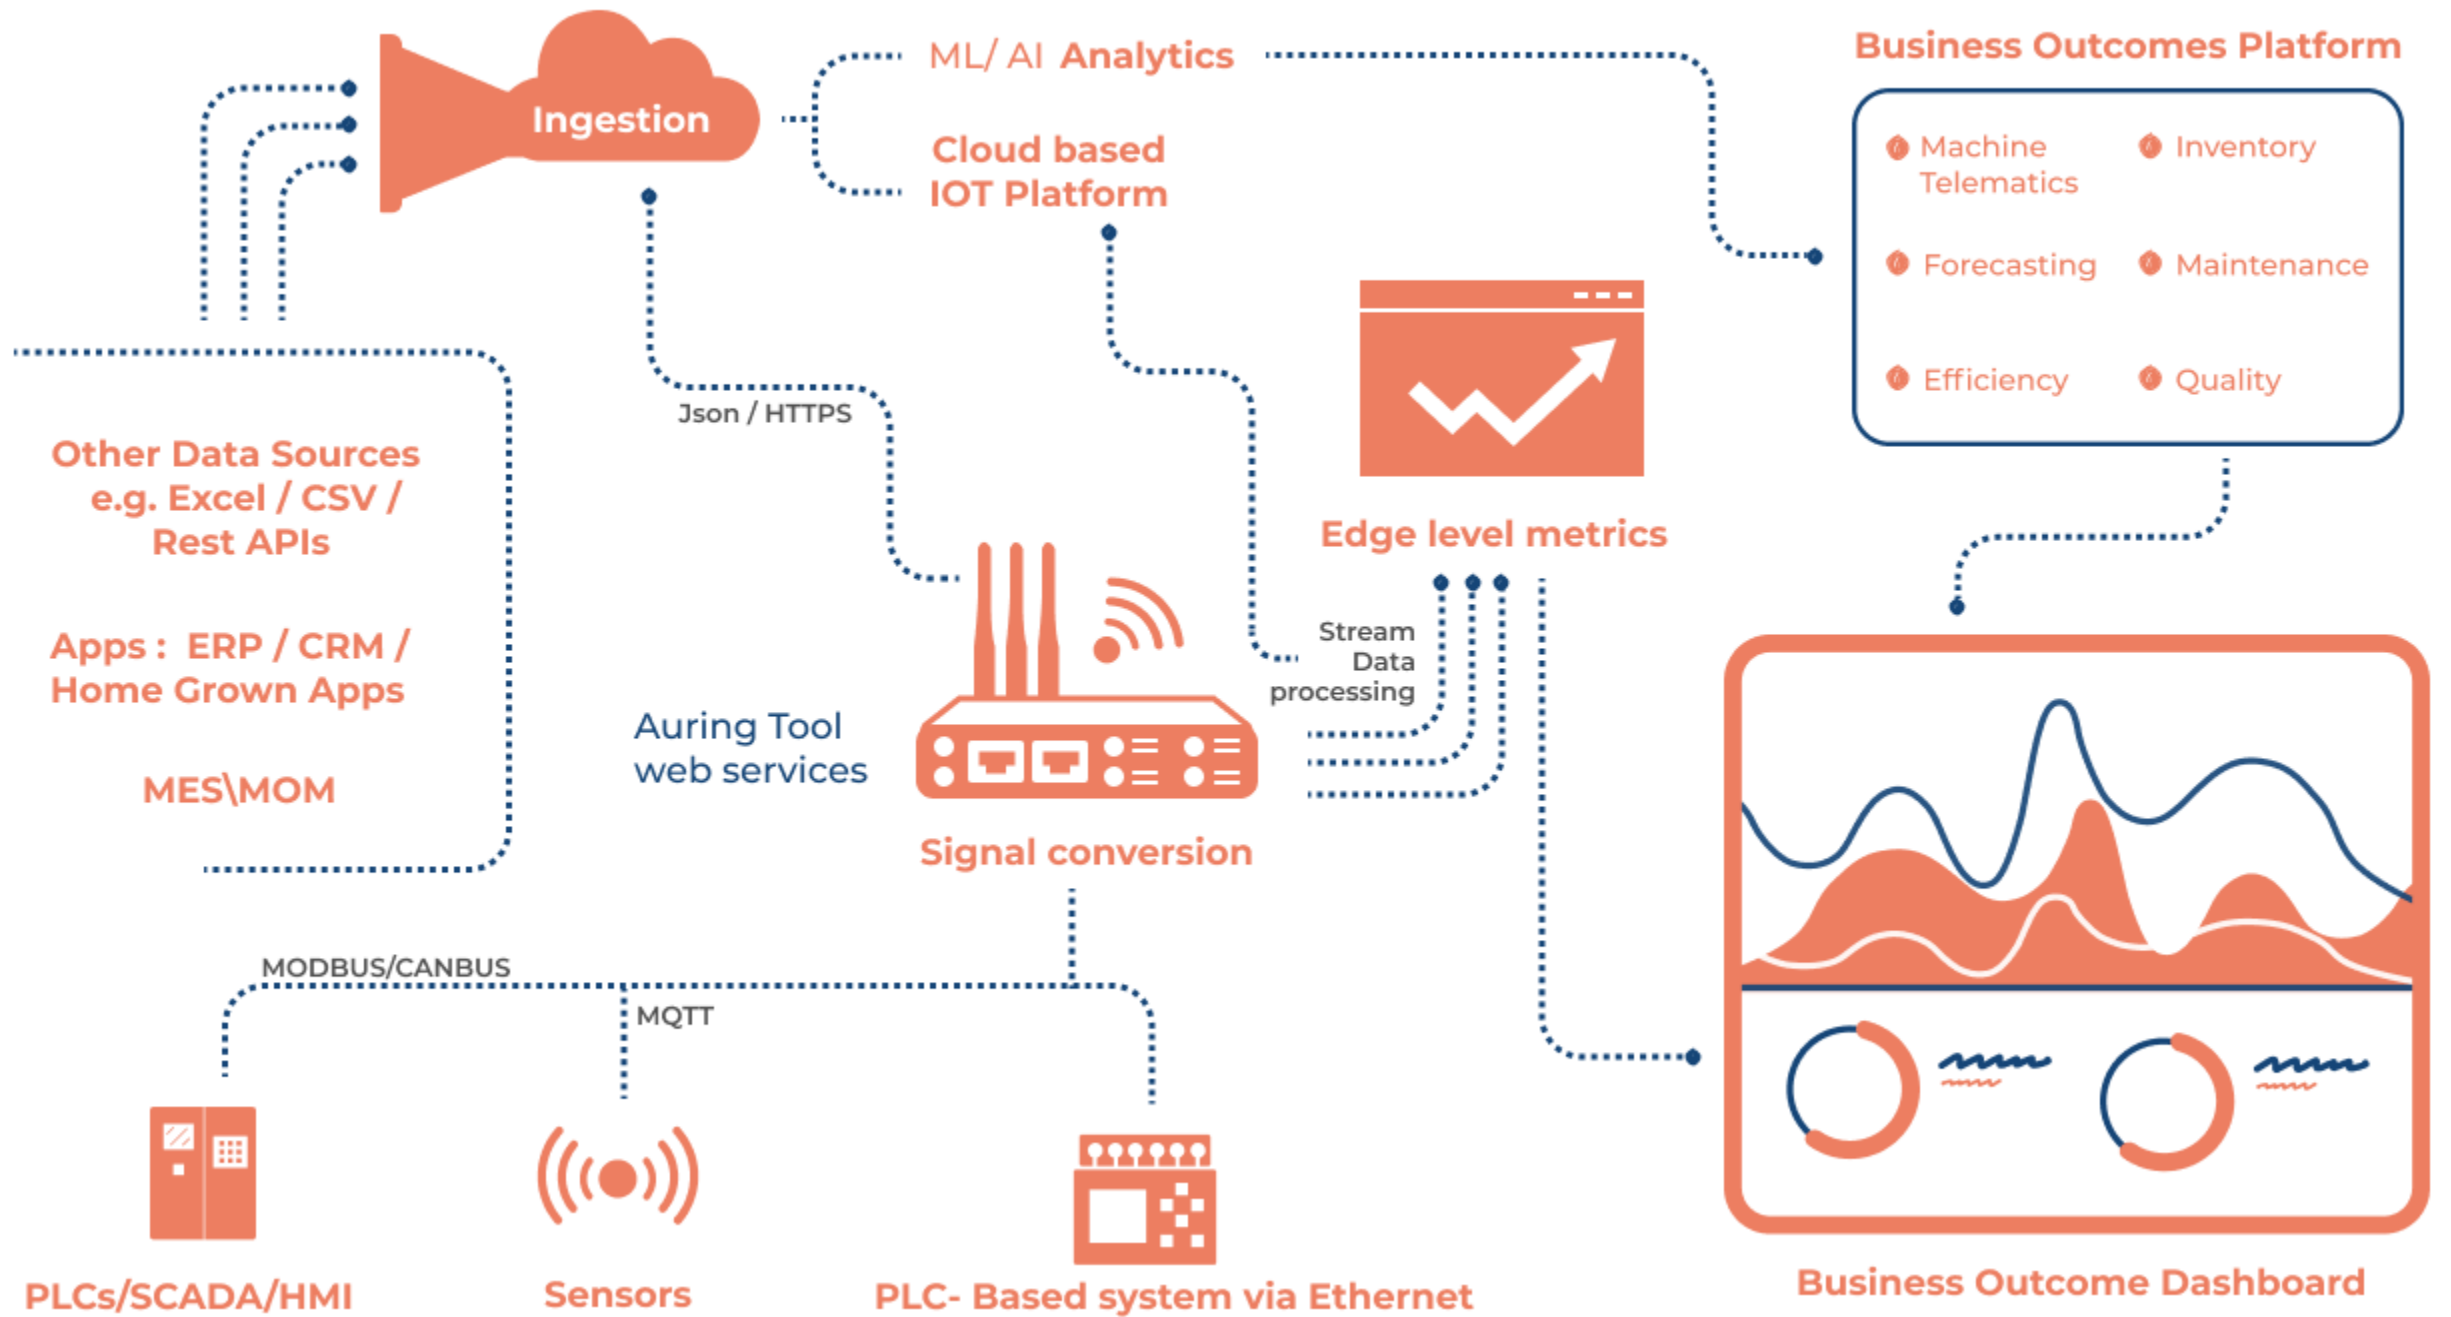 Ingestion
ML/ AI Analytics
Cloud based
IOT Platform
Business Outcomes Platform
Machine
Telematics
Inventory
Forecasting
Maintenance
Efficiency
Quality
Json / HTTPS
Other Data Sources
e.g. Excel / CSV /
Rest APIs
Apps : ERP / CRM /
Home Grown Apps
MES\MOM
Edge level metrics
Stream
Data
processing
Auring Tool
web services
Signal conversion
MODBUS/CANBUS
MQTT
PLCs/SCADA/HMI
Sensors
PLC- Based system via Ethernet
Business Outcome Dashboard